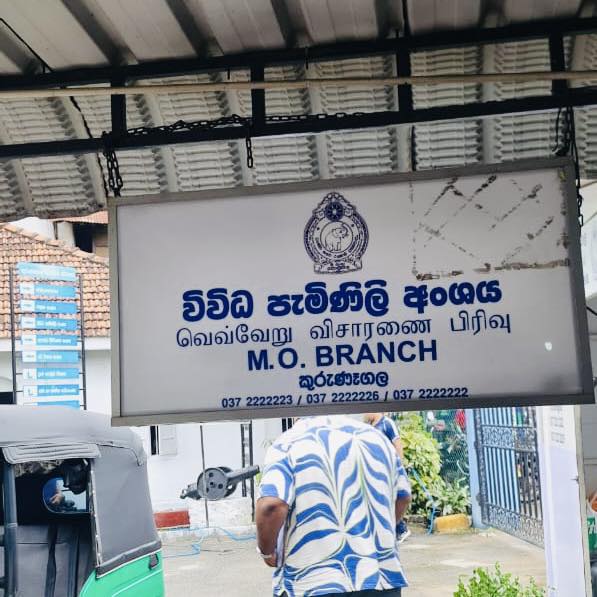 විවිධ පැමිණිලි අංශය
வெவ்வேறு விசாரணை பிரிவு
M.O. BRANCH
කුරුණෑගල
037 2222223 / 037 2222226 / 037 2222222